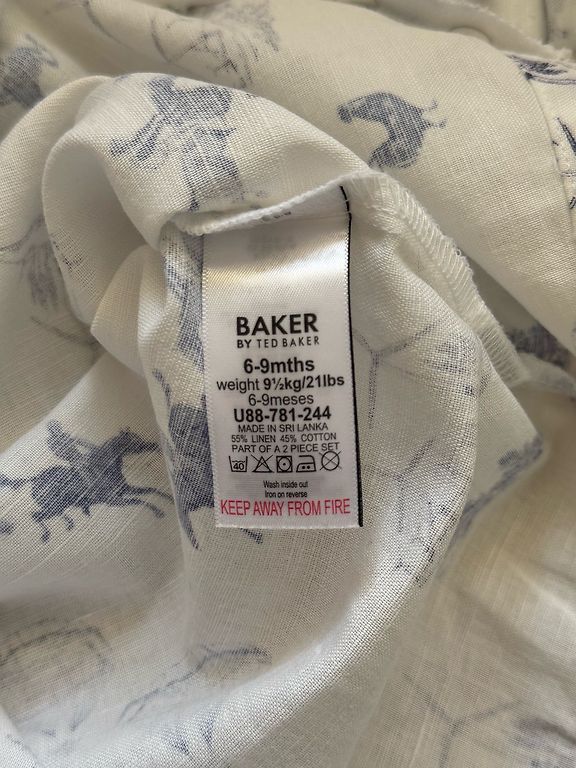 BAKER
BY TED BAKER
6-9mths
weight 9½kg/21lbs
6-9meses
U88-781-244
MADE IN SRI LANKA
55% LINEN 45% COTTON
PART OF A 2 PIECE SET
40
Wash inside out
Iron on reverse
KEEP AWAY FROM FIRE